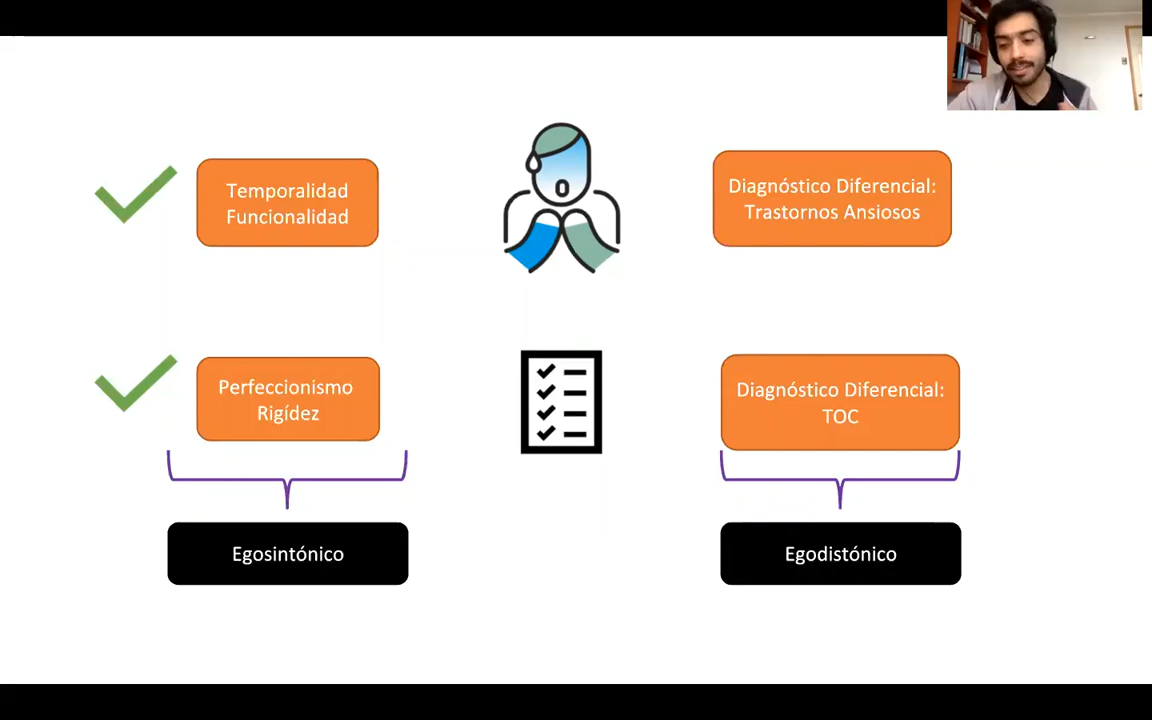 Temporalidad
Funcionalidad
Diagnóstico Diferencial:
Trastornos Ansiosos
Perfeccionismo
Rigídez
Diagnóstico Diferencial:
TOC
Egosintónico
Egodistónico